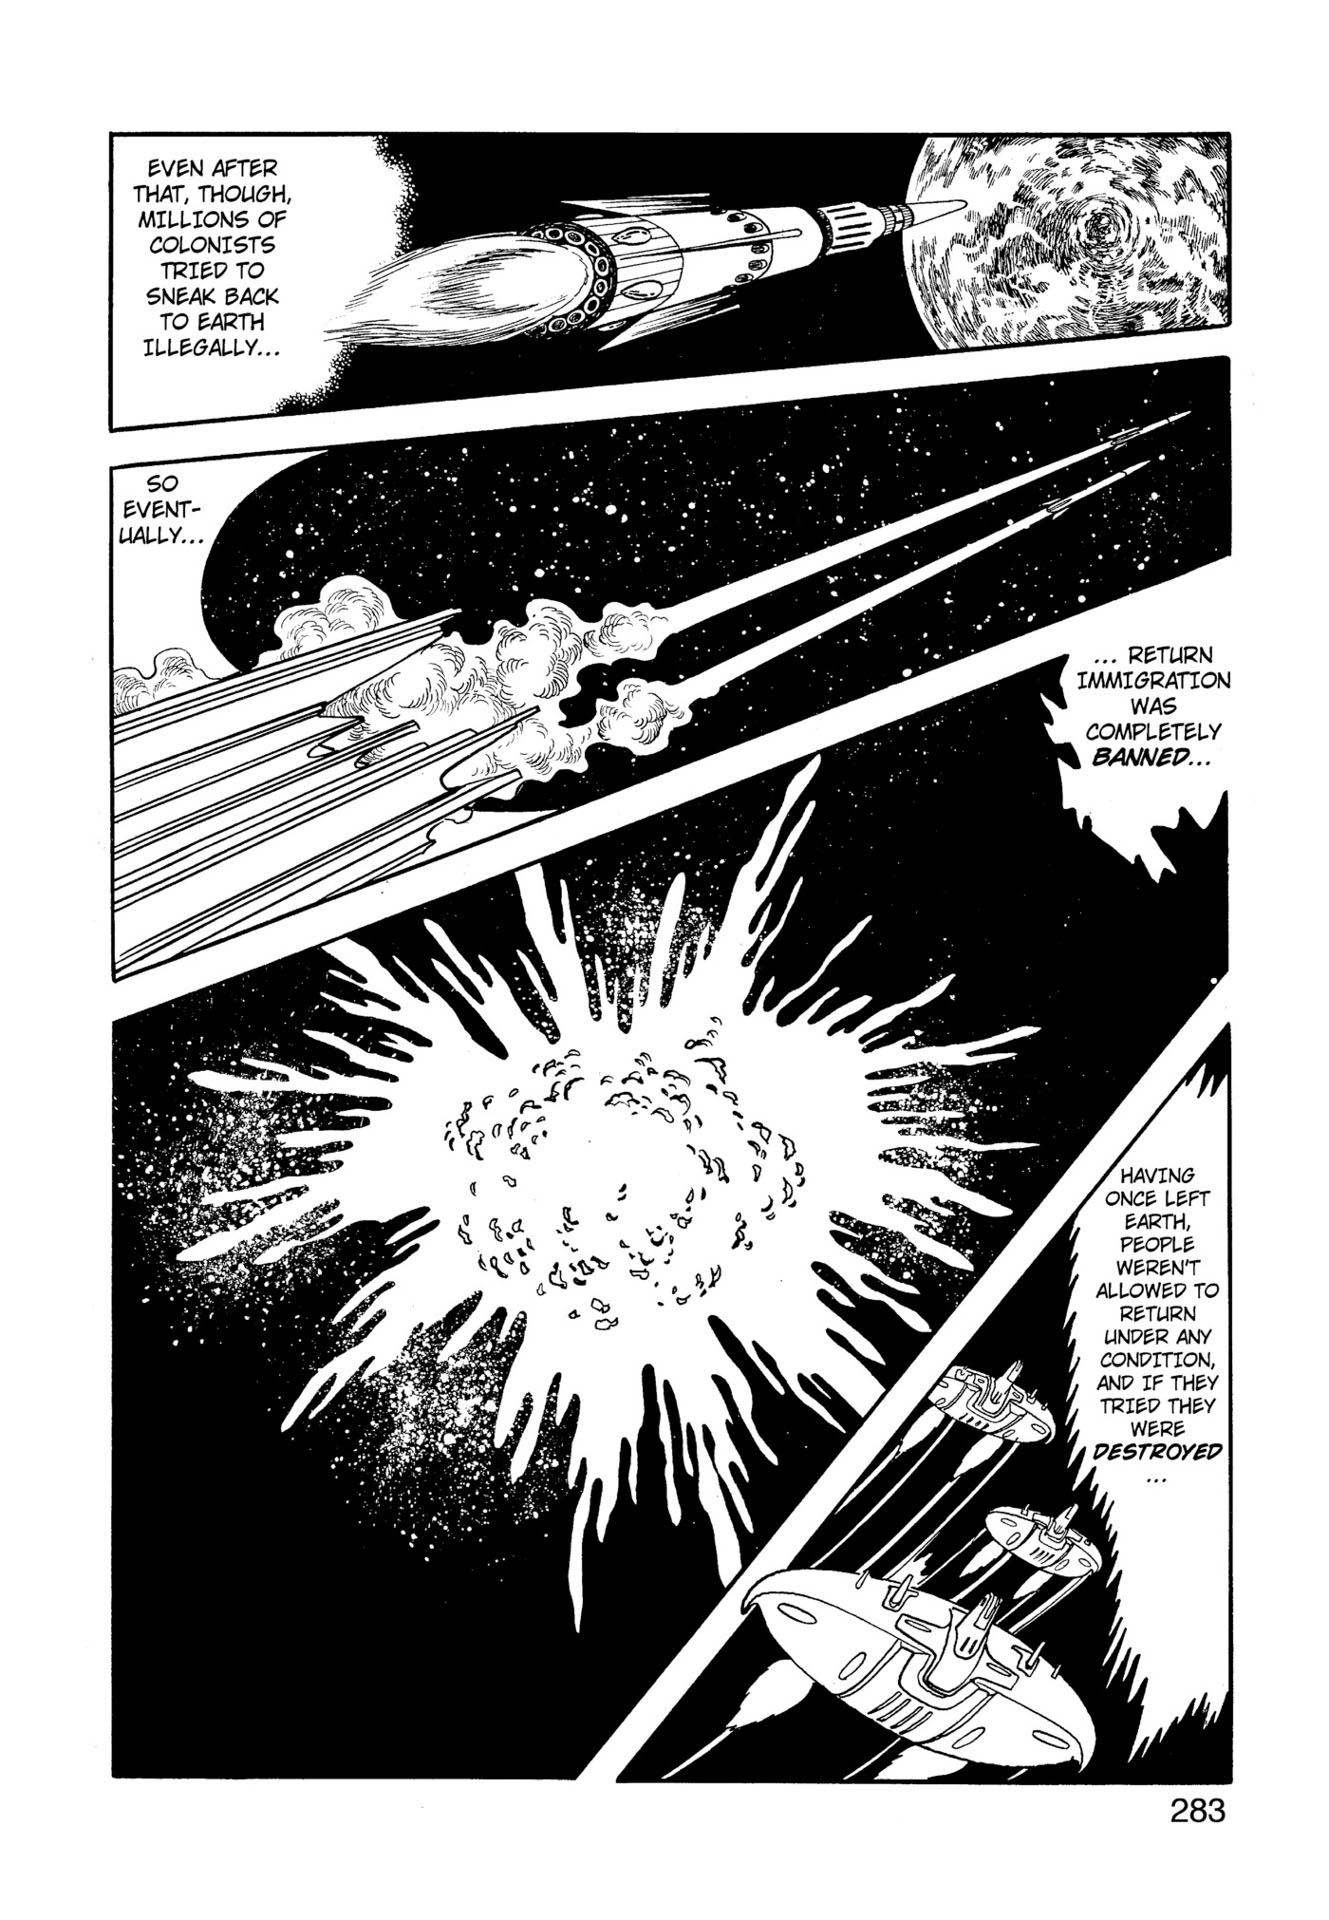 EVEN AFTER
THAT, THOUGH,
MILLIONS OF
COLONISTS
TRIED TO
SNEAK BACK
TO EARTH
ILLEGALLY...
SO
EVENT-
UALLY...
... RETURN
IMMIGRATION
WAS
COMPLETELY
BANNED...
HAVING
ONCE LEFT
EARTH,
PEOPLE
WEREN'T
ALLOWED TO
RETURN
UNDER ANY
CONDITION,
AND IF THEY
TRIED THEY
WERE
DESTROYED
...
283